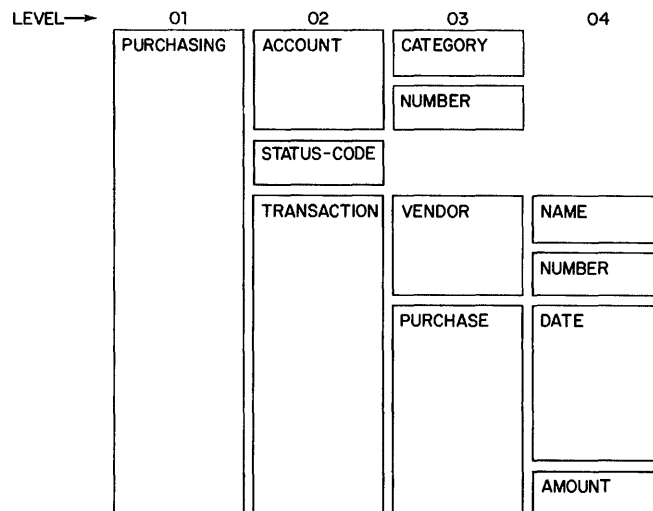 LEVEL→ 01 02 03 04
PURCHASING ACCOUNT CATEGORY
NUMBER
STATUS-CODE
TRANSACTION VENDOR NAME
NUMBER
PURCHASE DATE
AMOUNT